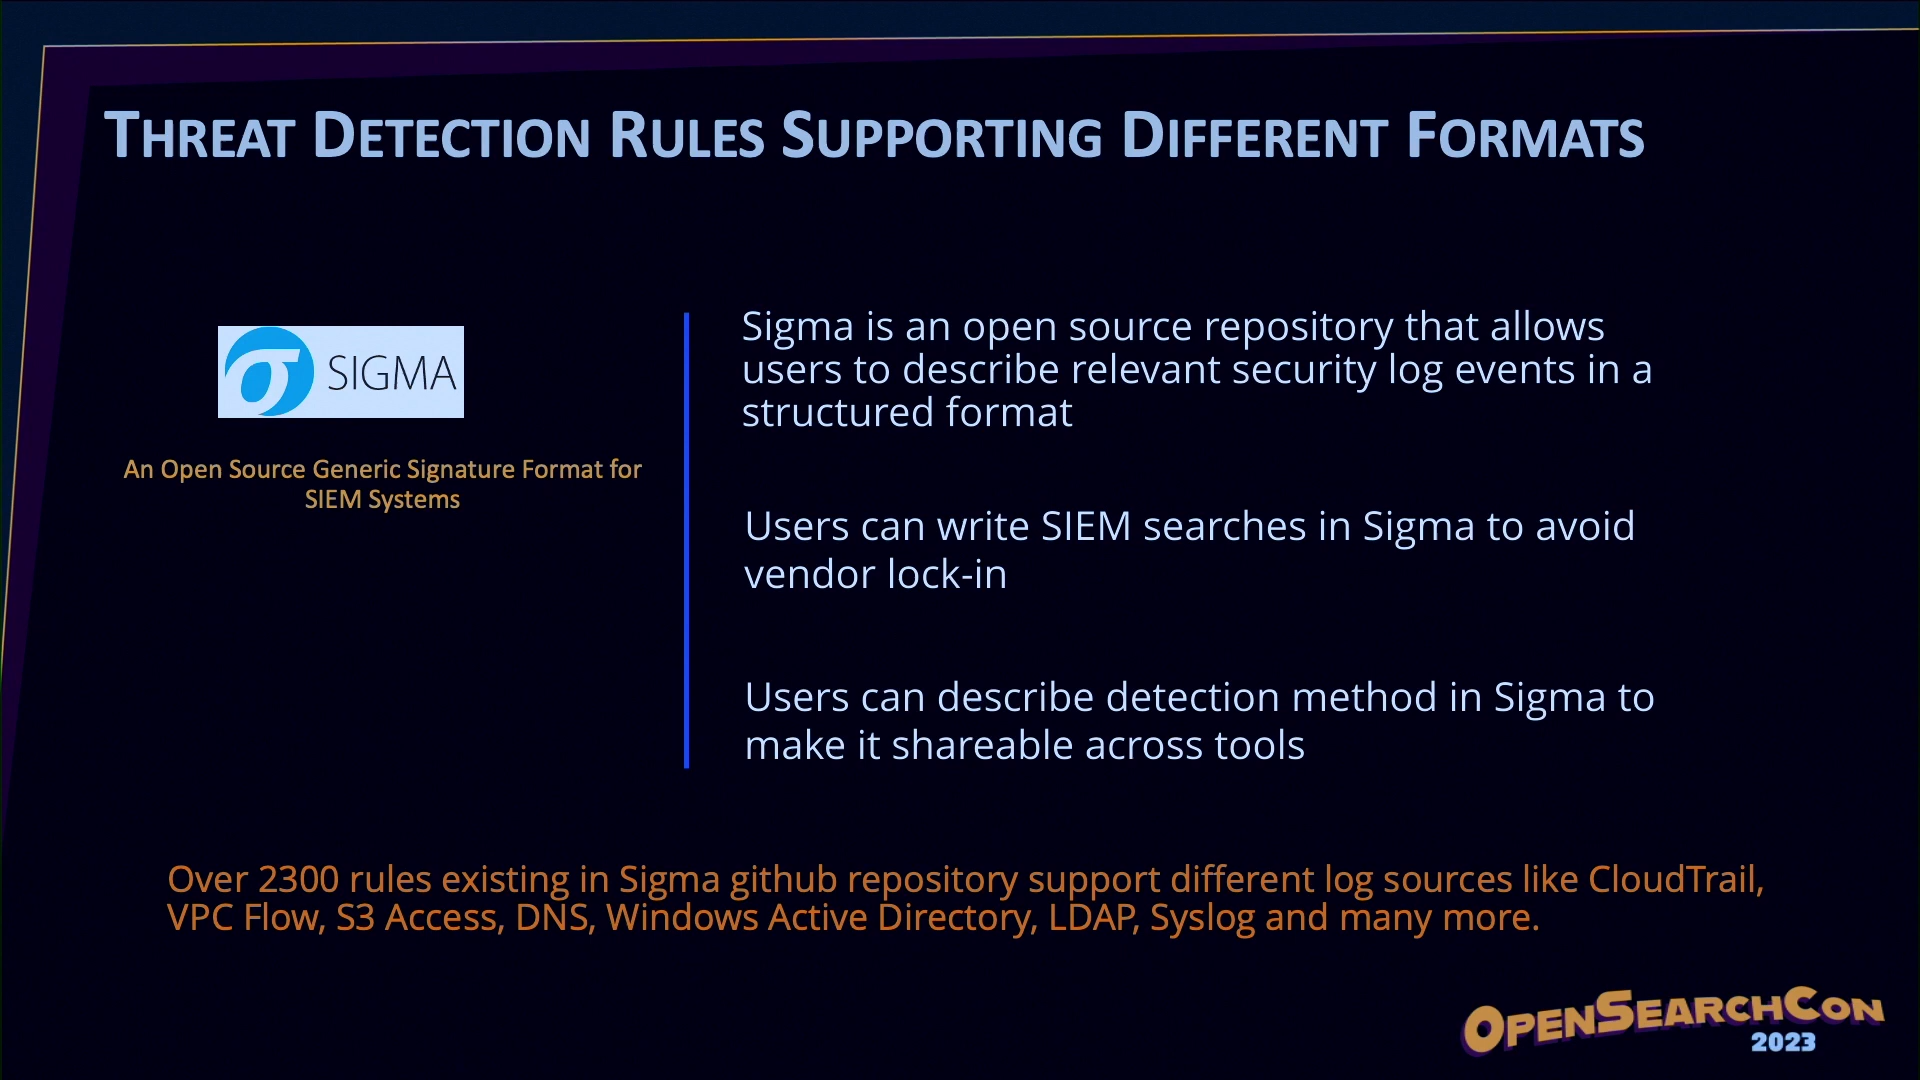 THREAT DETECTION RULES SUPPORTING DIFFERENT FORMATS
SIGMA
An Open Source Generic Signature Format for
SIEM Systems
Sigma is an open source repository that allows
users to describe relevant security log events in a
structured format
Users can write SIEM searches in Sigma to avoid
vendor lock-in
Users can describe detection method in Sigma to
make it shareable across tools
Over 2300 rules existing in Sigma github repository support different log sources like CloudTrail,
VPC Flow, S3 Access, DNS, Windows Active Directory, LDAP, Syslog and many more.
OPENSEARCHCON
2023